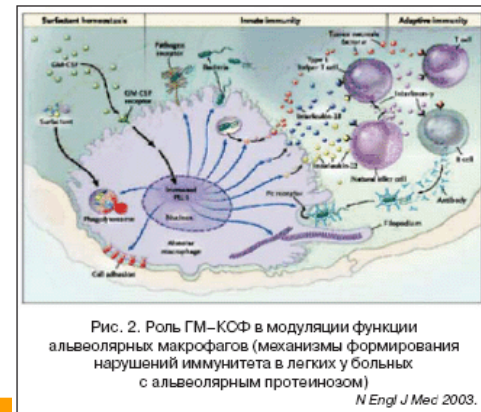 Surfactant homeostasis Innate immunity Adaptive immunity
Tumor necrosis
factor α
Pathogen
receptor
Bacteria
Type 1
helper T cell
T cell
GM-CSF
GM-CSF
receptor
Interferon-γ
Surfactant
Interleukin-18
Interleukin-12
B cell
Natural killer cell
Fc receptor
Increased
PU.1
Antibody
Phagolysosome
Nucleus
Filopodium
Alveolar
macrophage
Cell adhesion
Рис. 2. Роль ГМ–КОФ в модуляции функции
альвеолярных макрофагов (механизмы формирования
нарушений иммунитета в легких у больных
с альвеолярным протеинозом)
N Engl J Med 2003.